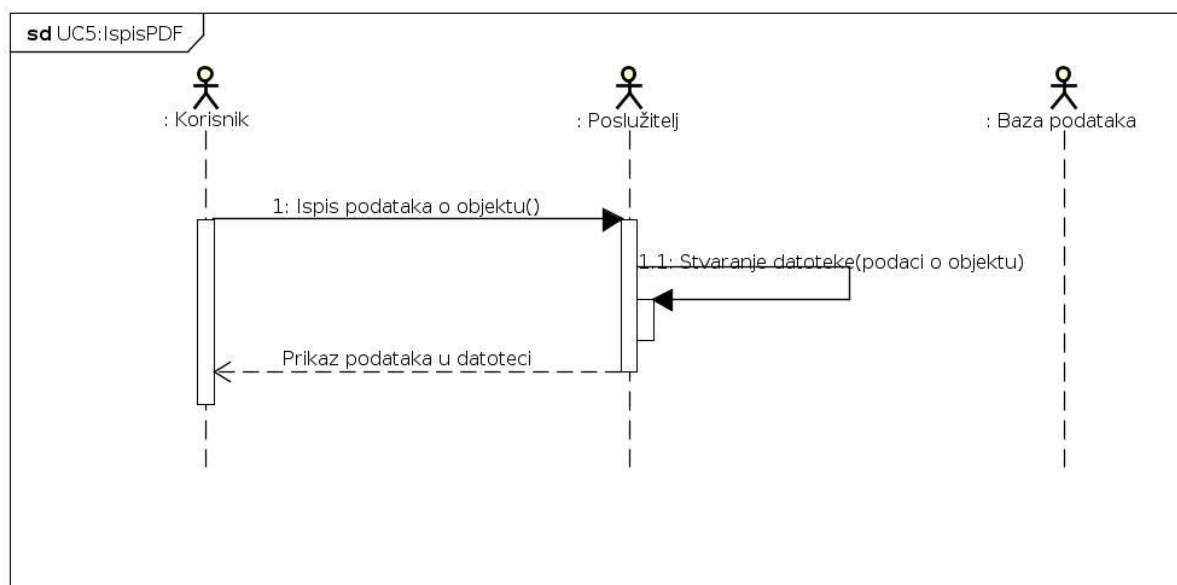 sd UC5:IspisPDF
: Korisnik
: Poslužitelj
: Baza podataka
1: Ispis podataka o objektu()
1.1: Stvaranje datoteke(podaci o objektu)
Prikaz podataka u datoteci